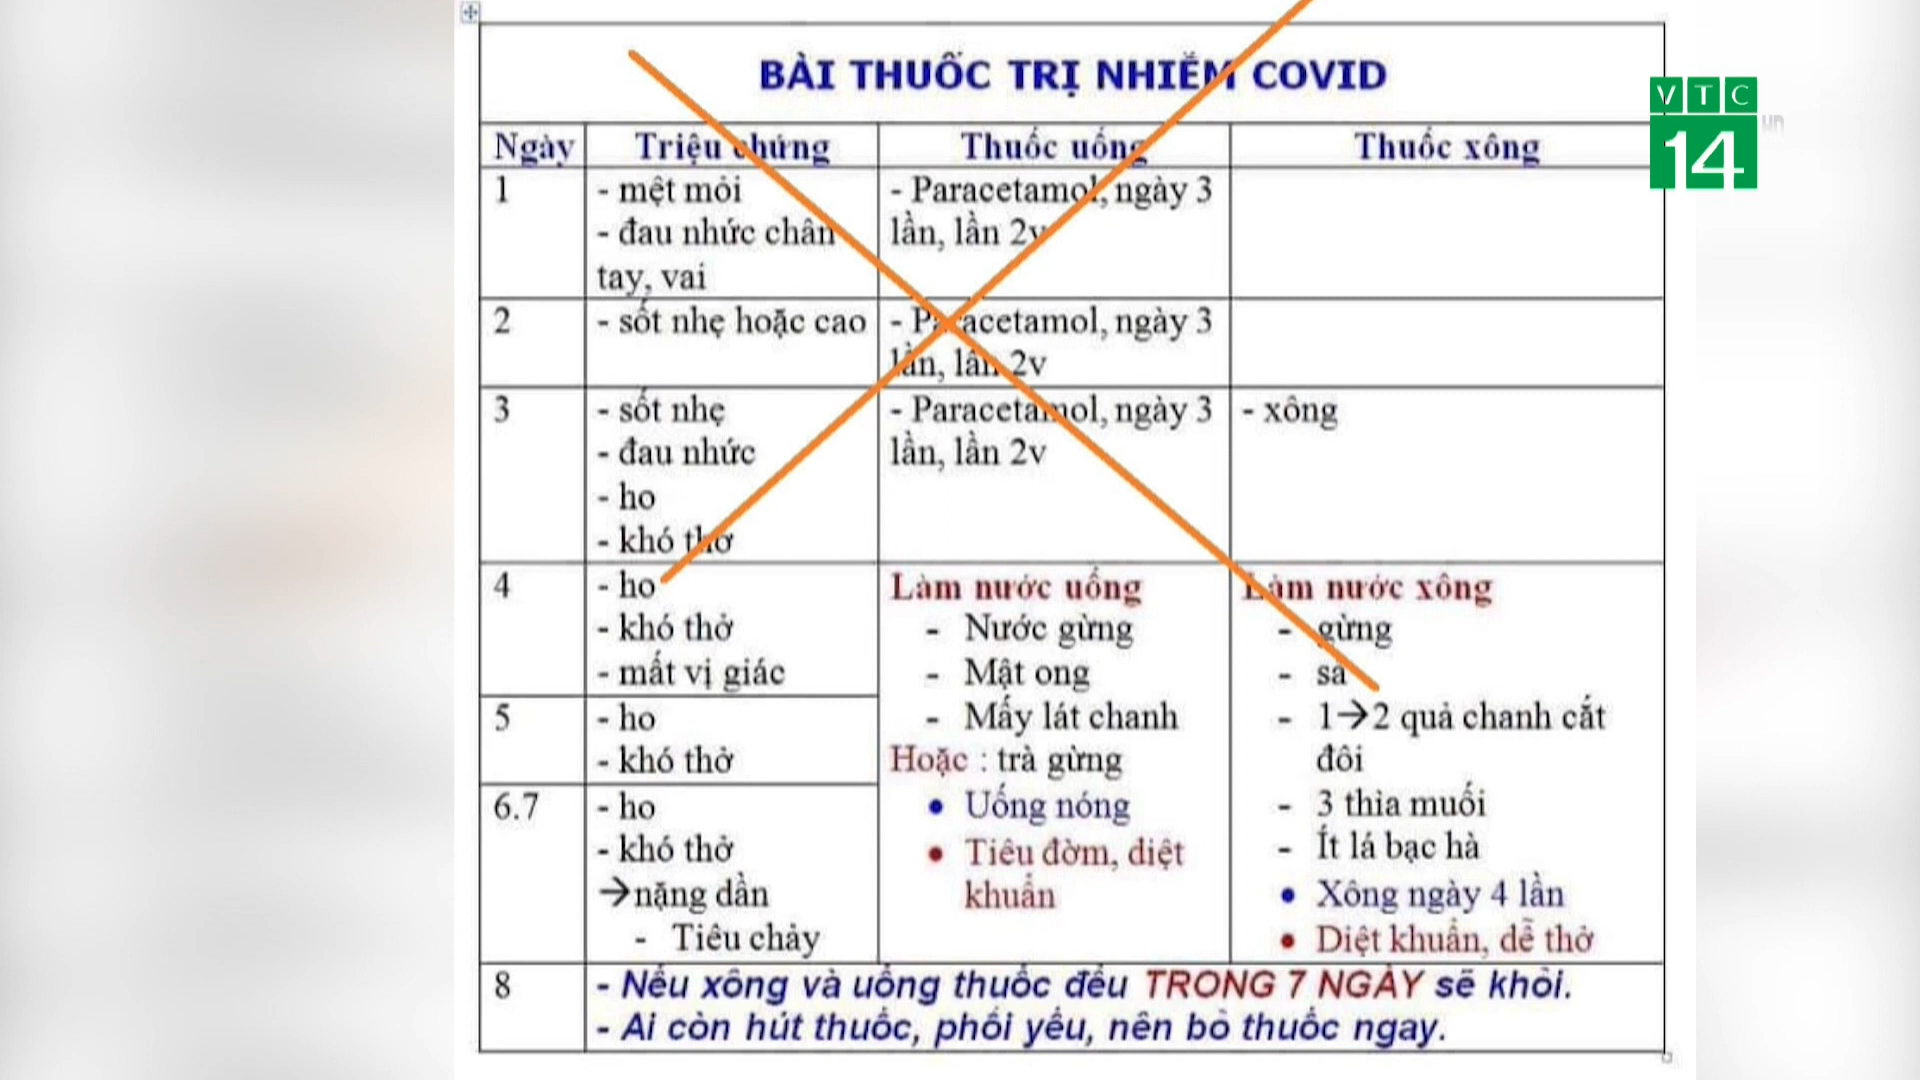 BÀI THUỐC TRỊ NHIỄM COVID
VTC
14
.vn
Ngày
Triệu chứng
Thuốc uống
Thuốc xông
1
- mệt mỏi
- đau nhức chân
tay, vai
- Paracetamol, ngày 3
lần, lần 2v
2
- sốt nhẹ hoặc cao
- Paracetamol, ngày 3
lần, lần 2v
3
- sốt nhẹ
- đau nhức
- ho
- khó thở
- Paracetamol, ngày 3
lần, lần 2v
- xông
4
- ho
- khó thở
- mất vị giác
5
- ho
- khó thở
6.7
- ho
- khó thở
→nặng dần
- Tiêu chảy
Làm nước uống
- Nước gừng
- Mật ong
- Mấy lát chanh
Hoặc : trà gừng
• Uống nóng
• Tiêu đờm, diệt
khuẩn
Làm nước xông
- gừng
- sả
- 1→2 quả chanh cắt
đôi
- 3 thìa muối
- Ít lá bạc hà
• Xông ngày 4 lần
• Diệt khuẩn, dễ thở
8
- Nếu xông và uống thuốc đều TRONG 7 NGÀY sẽ khỏi.
- Ai còn hút thuốc, phổi yếu, nên bỏ thuốc ngay.